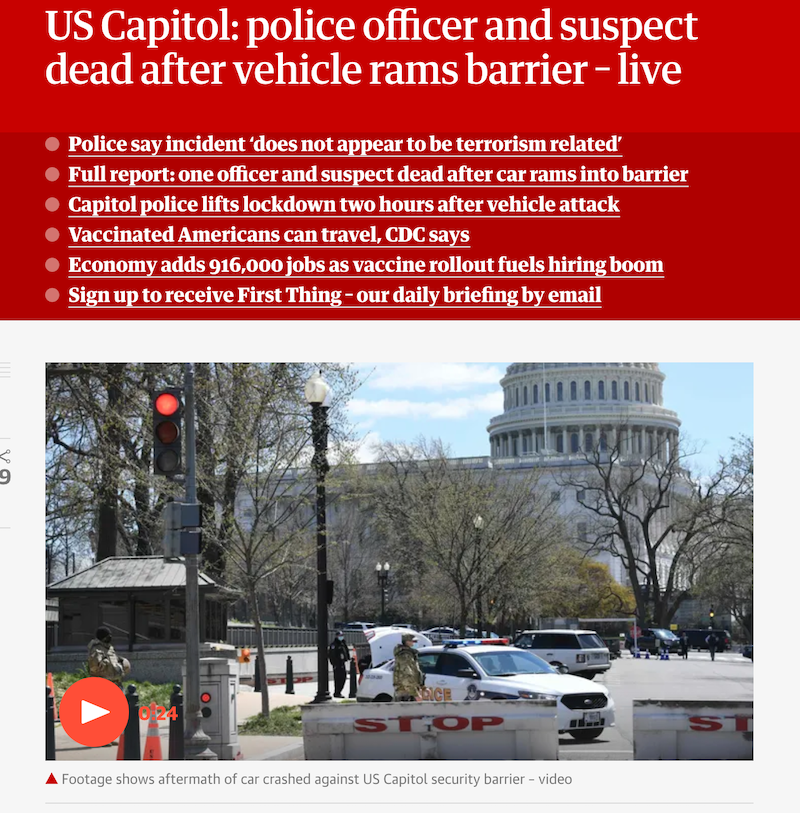 US Capitol: police officer and suspect
dead after vehicle rams barrier – live
Police say incident ‘does not appear to be terrorism related’
Full report: one officer and suspect dead after car rams into barrier
Capitol police lifts lockdown two hours after vehicle attack
Vaccinated Americans can travel, CDC says
Economy adds 916,000 jobs as vaccine rollout fuels hiring boom
Sign up to receive First Thing – our daily briefing by email
9
STOP
ST
0:24
Footage shows aftermath of car crashed against US Capitol security barrier – video